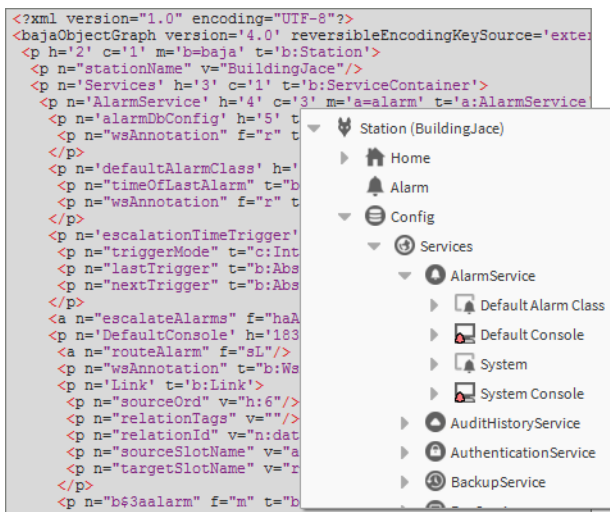 <?xml version="1.0" encoding="UTF-8"?>
<bajaObjectGraph version='4.0' reversibleEncodingKeySource='exter
<p h='2' c='1' m='b=baja' t='b:Station'>
<p n="stationName" v="BuildingJace"/>
<p n='Services' h='3' c='1' t='b:ServiceContainer'>
<p n='AlarmService' h='4' c='3' m='a=alarm' t='a:AlarmService'
<p n='alarmDbConfig' h='5' t
<p n="wsAnnotation" f="r" t
</p>
<p n='defaultAlarmClass' h='
<p n="timeOfLastAlarm" t="b
<p n="wsAnnotation" f="r" t
</p>
<p n='escalationTimeTrigger'
<p n="triggerMode" t="c:Int
<p n="lastTrigger" t="b:Abs
<p n="nextTrigger" t="b:Abs
</p>
<a n="escalateAlarms" f="haA
<p n='DefaultConsole' h='183
<a n="routeAlarm" f="sL"/>
<p n="wsAnnotation" t="b:Ws
<p n='Link' t='b:Link'>
<p n="sourceOrd" v="h:6"/>
<p n="relationTags" v=""/>
<p n="relationId" v="n:dat
<p n="sourceSlotName" v="a
<p n="targetSlotName" v="r
</p>
<p n="b$3aalarm" f="m" t="b
Station (BuildingJace)
Home
Alarm
Config
Services
AlarmService
Default Alarm Class
Default Console
System
System Console
AuditHistoryService
AuthenticationService
BackupService